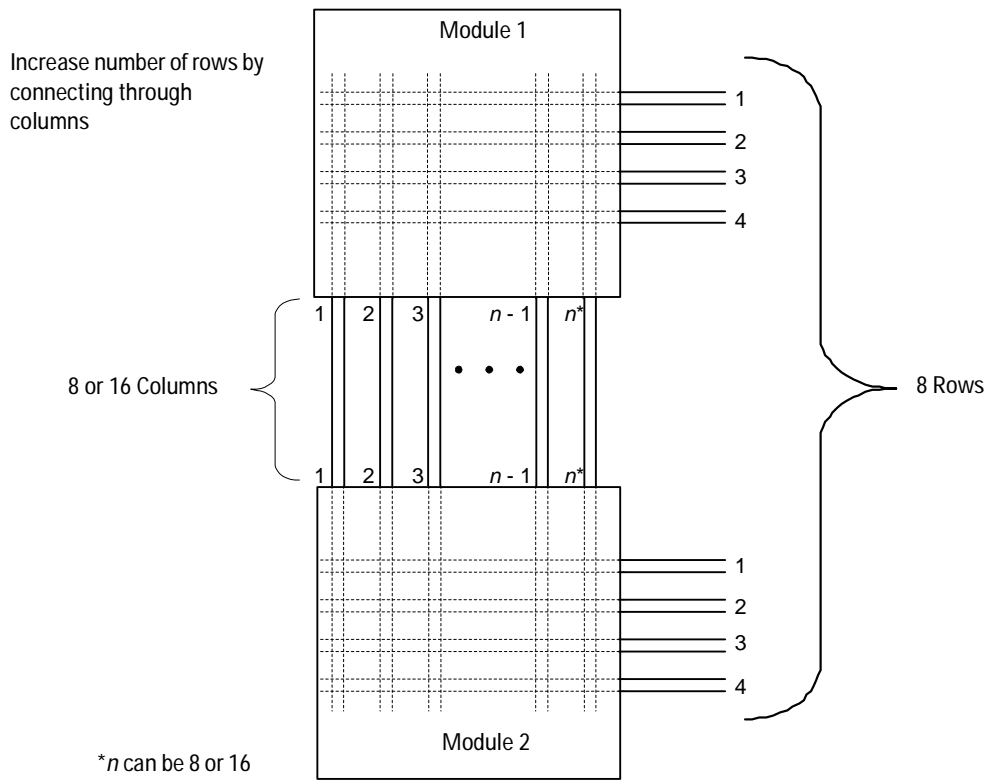 Module 1
Increase number of rows by
connecting through
columns
1
2
3
4
1 2 3 n - 1 n*
8 or 16 Columns
8 Rows
1 2 3 n - 1 n*
1
2
3
4
Module 2
*n can be 8 or 16